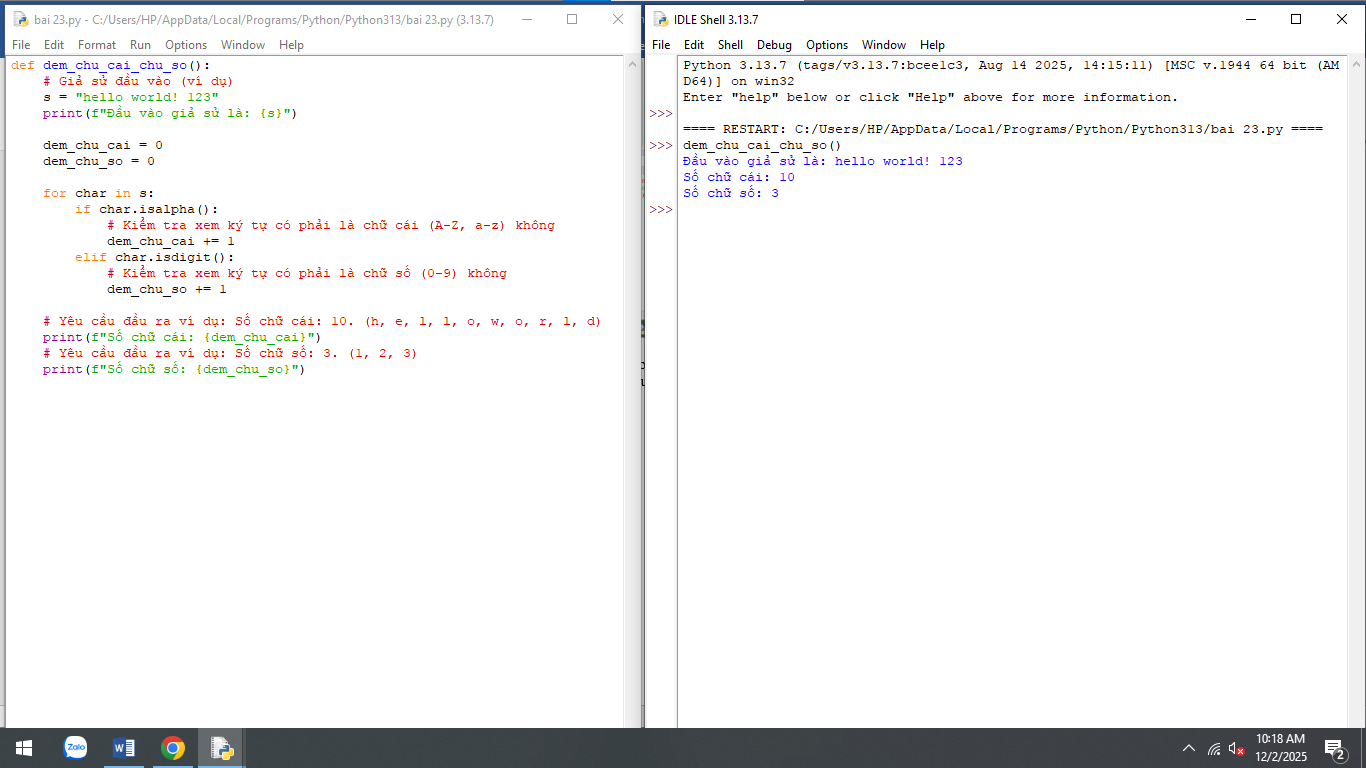 bai 23.py - C:/Users/HP/AppData/Local/Programs/Python/Python313/bai 23.py (3.13.7)
File Edit Format Run Options Window Help
def dem_chu_cai_chu_so():
    # Giả sử đầu vào (ví dụ)
    s = "hello world! 123"
    print(f"Đầu vào giả sử là: {s}")

    dem_chu_cai = 0
    dem_chu_so = 0

    for char in s:
        if char.isalpha():
            # Kiểm tra xem ký tự có phải là chữ cái (A-Z, a-z) không
            dem_chu_cai += 1
        elif char.isdigit():
            # Kiểm tra xem ký tự có phải là chữ số (0-9) không
            dem_chu_so += 1

    # Yêu cầu đầu ra ví dụ: Số chữ cái: 10. (h, e, l, l, o, w, o, r, l, d)
    print(f"Số chữ cái: {dem_chu_cai}")
    # Yêu cầu đầu ra ví dụ: Số chữ số: 3. (1, 2, 3)
    print(f"Số chữ số: {dem_chu_so}")
IDLE Shell 3.13.7
File Edit Shell Debug Options Window Help
Python 3.13.7 (tags/v3.13.7:bcee1c3, Aug 14 2025, 14:15:11) [MSC v.1944 64 bit (AM
D64)] on win32
Enter "help" below or click "Help" above for more information.
>>>
==== RESTART: C:/Users/HP/AppData/Local/Programs/Python/Python313/bai 23.py ====
>>> dem_chu_cai_chu_so()
Đầu vào giả sử là: hello world! 123
Số chữ cái: 10
Số chữ số: 3
>>>
Zalo
W
10:18 AM
12/2/2025
2